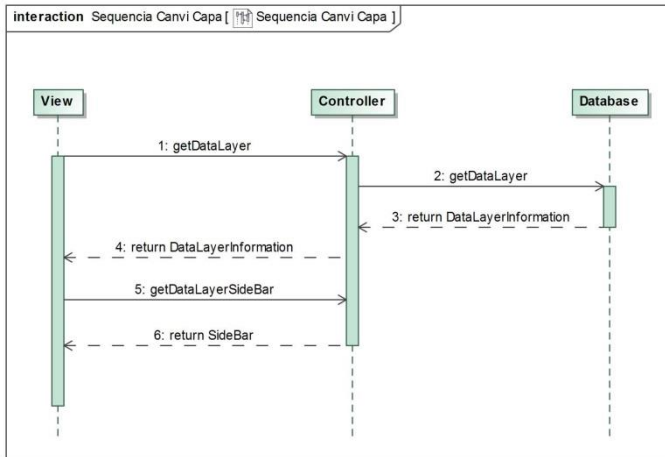 interaction Sequencia Canvi Capa [ Sequencia Canvi Capa ]
View Controller Database
1: getDataLayer
2: getDataLayer
3: return DataLayerInformation
4: return DataLayerInformation
5: getDataLayerSideBar
6: return SideBar